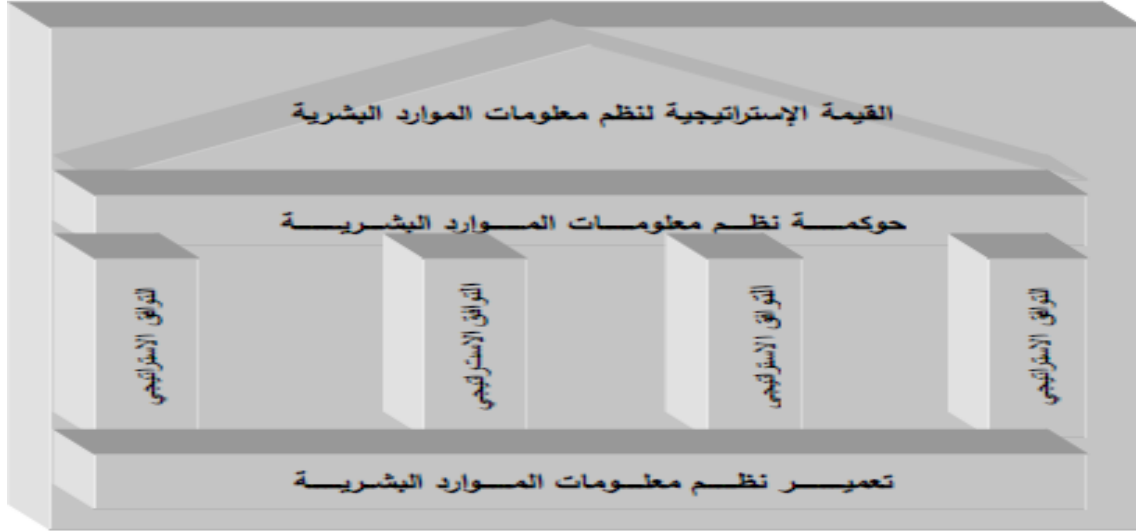 القيمة الإستراتيجية لنظم معلومات الموارد البشرية
حوكمة نظم معلومات الموارد البشرية
التوافق الاستراتيجي
التوافق الاستراتيجي
التوافق الاستراتيجي
التوافق الاستراتيجي
تعمير نظم معلومات الموارد البشرية